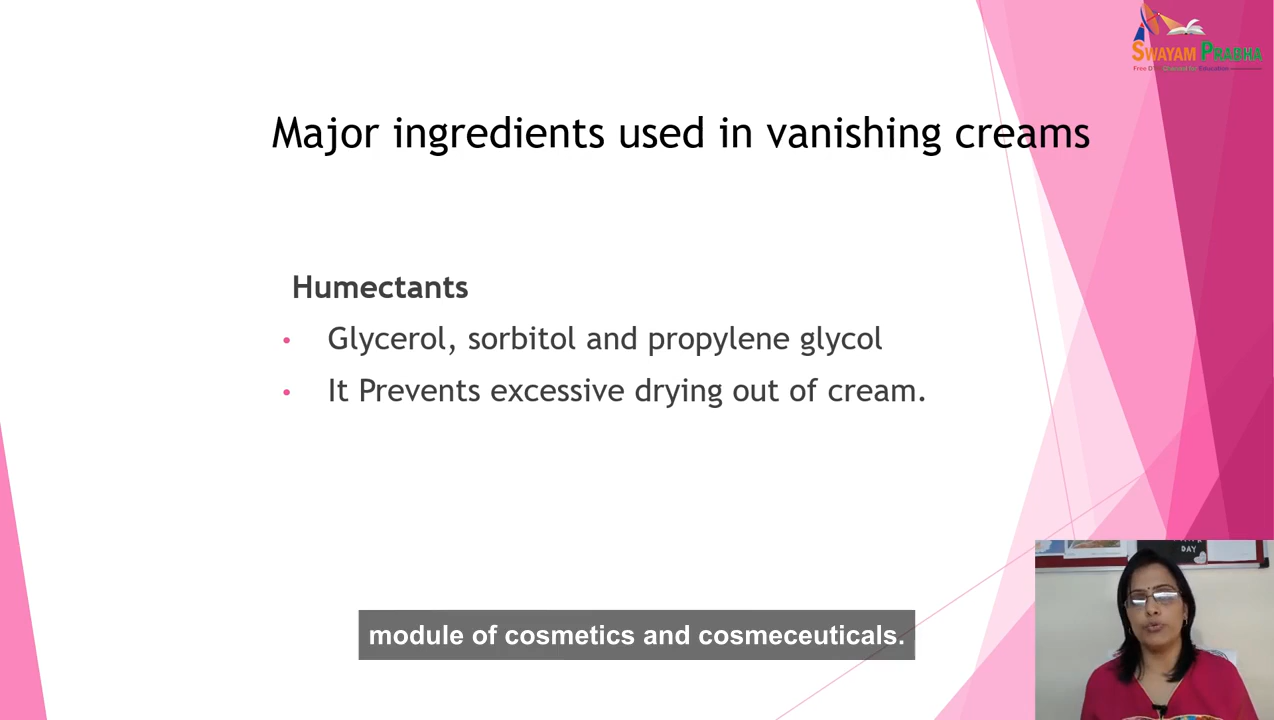 SWAYAM PRABHA
Major ingredients used in vanishing creams
Humectants
• Glycerol, sorbitol and propylene glycol
• It Prevents excessive drying out of cream.
DAY
module of cosmetics and cosmeceuticals.